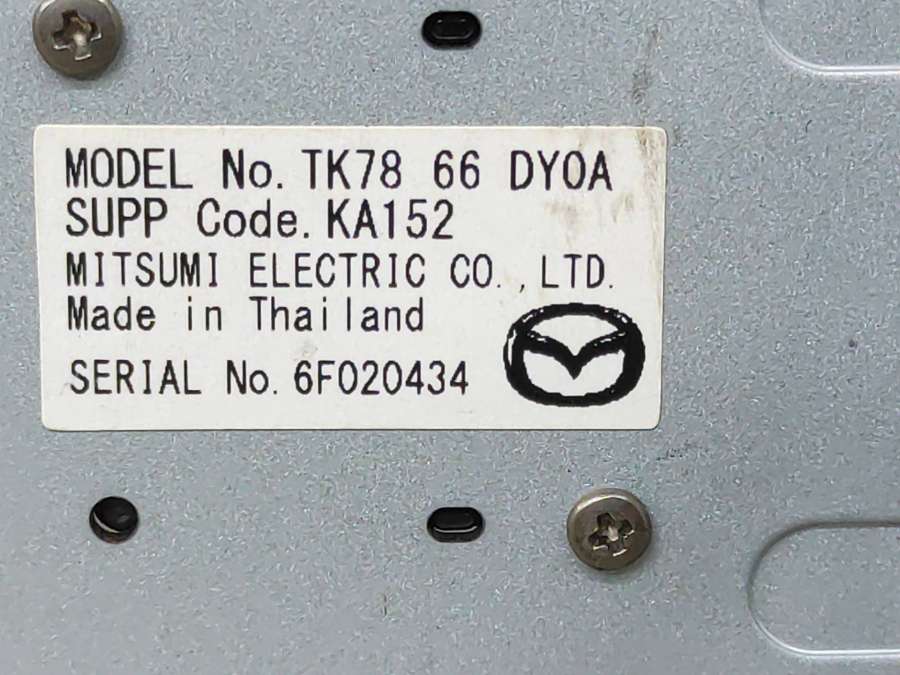 MODEL No. TK78 66 DY0A
SUPP Code. KA152
MITSUMI ELECTRIC CO., LTD.
Made in Thailand
SERIAL No. 6F020434